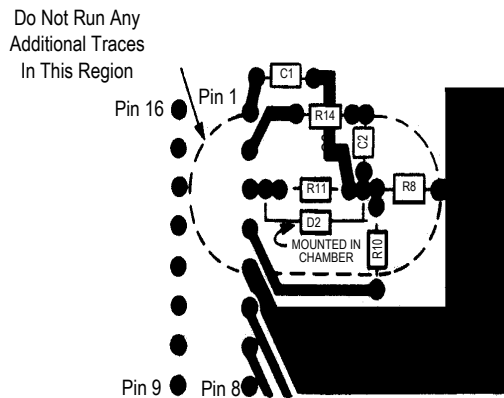 Do Not Run Any
Additional Traces
In This Region
Pin 16
Pin 1
C1
R14
C2
R11
R8
D2
MOUNTED IN
CHAMBER
R10
Pin 9
Pin 8